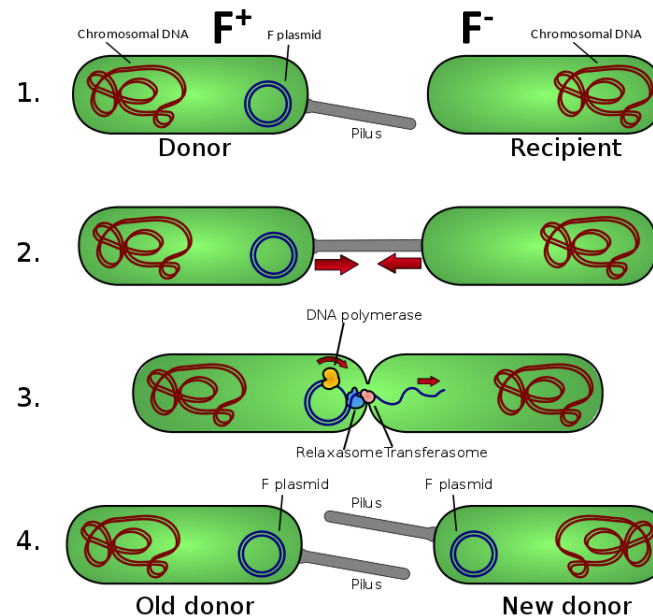 F⁺ F⁻
Chromosomal DNA F plasmid Chromosomal DNA
1.
Pilus
Donor Recipient
2.
DNA polymerase
3.
Relaxasome Transferasome
F plasmid Pilus F plasmid
4.
Pilus
Old donor New donor